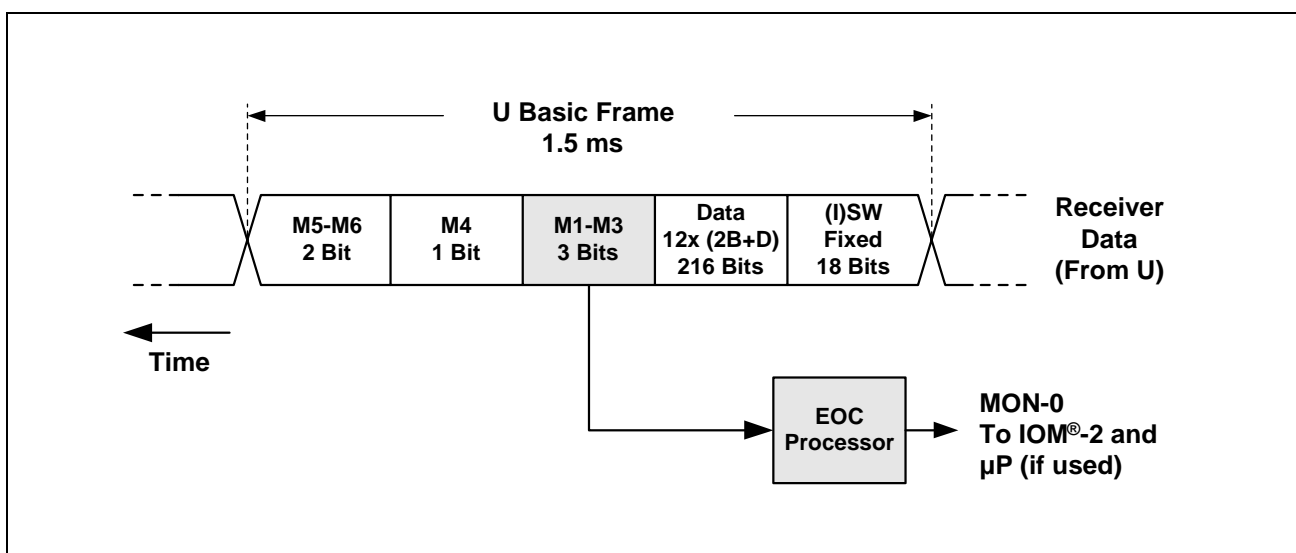 U Basic Frame
1.5 ms
M5-M6
2 Bit
M4
1 Bit
M1-M3
3 Bits
Data
12x (2B+D)
216 Bits
(I)SW
Fixed
18 Bits
Receiver
Data
(From U)
Time
EOC
Processor
MON-0
To IOM®-2 and
µP (if used)